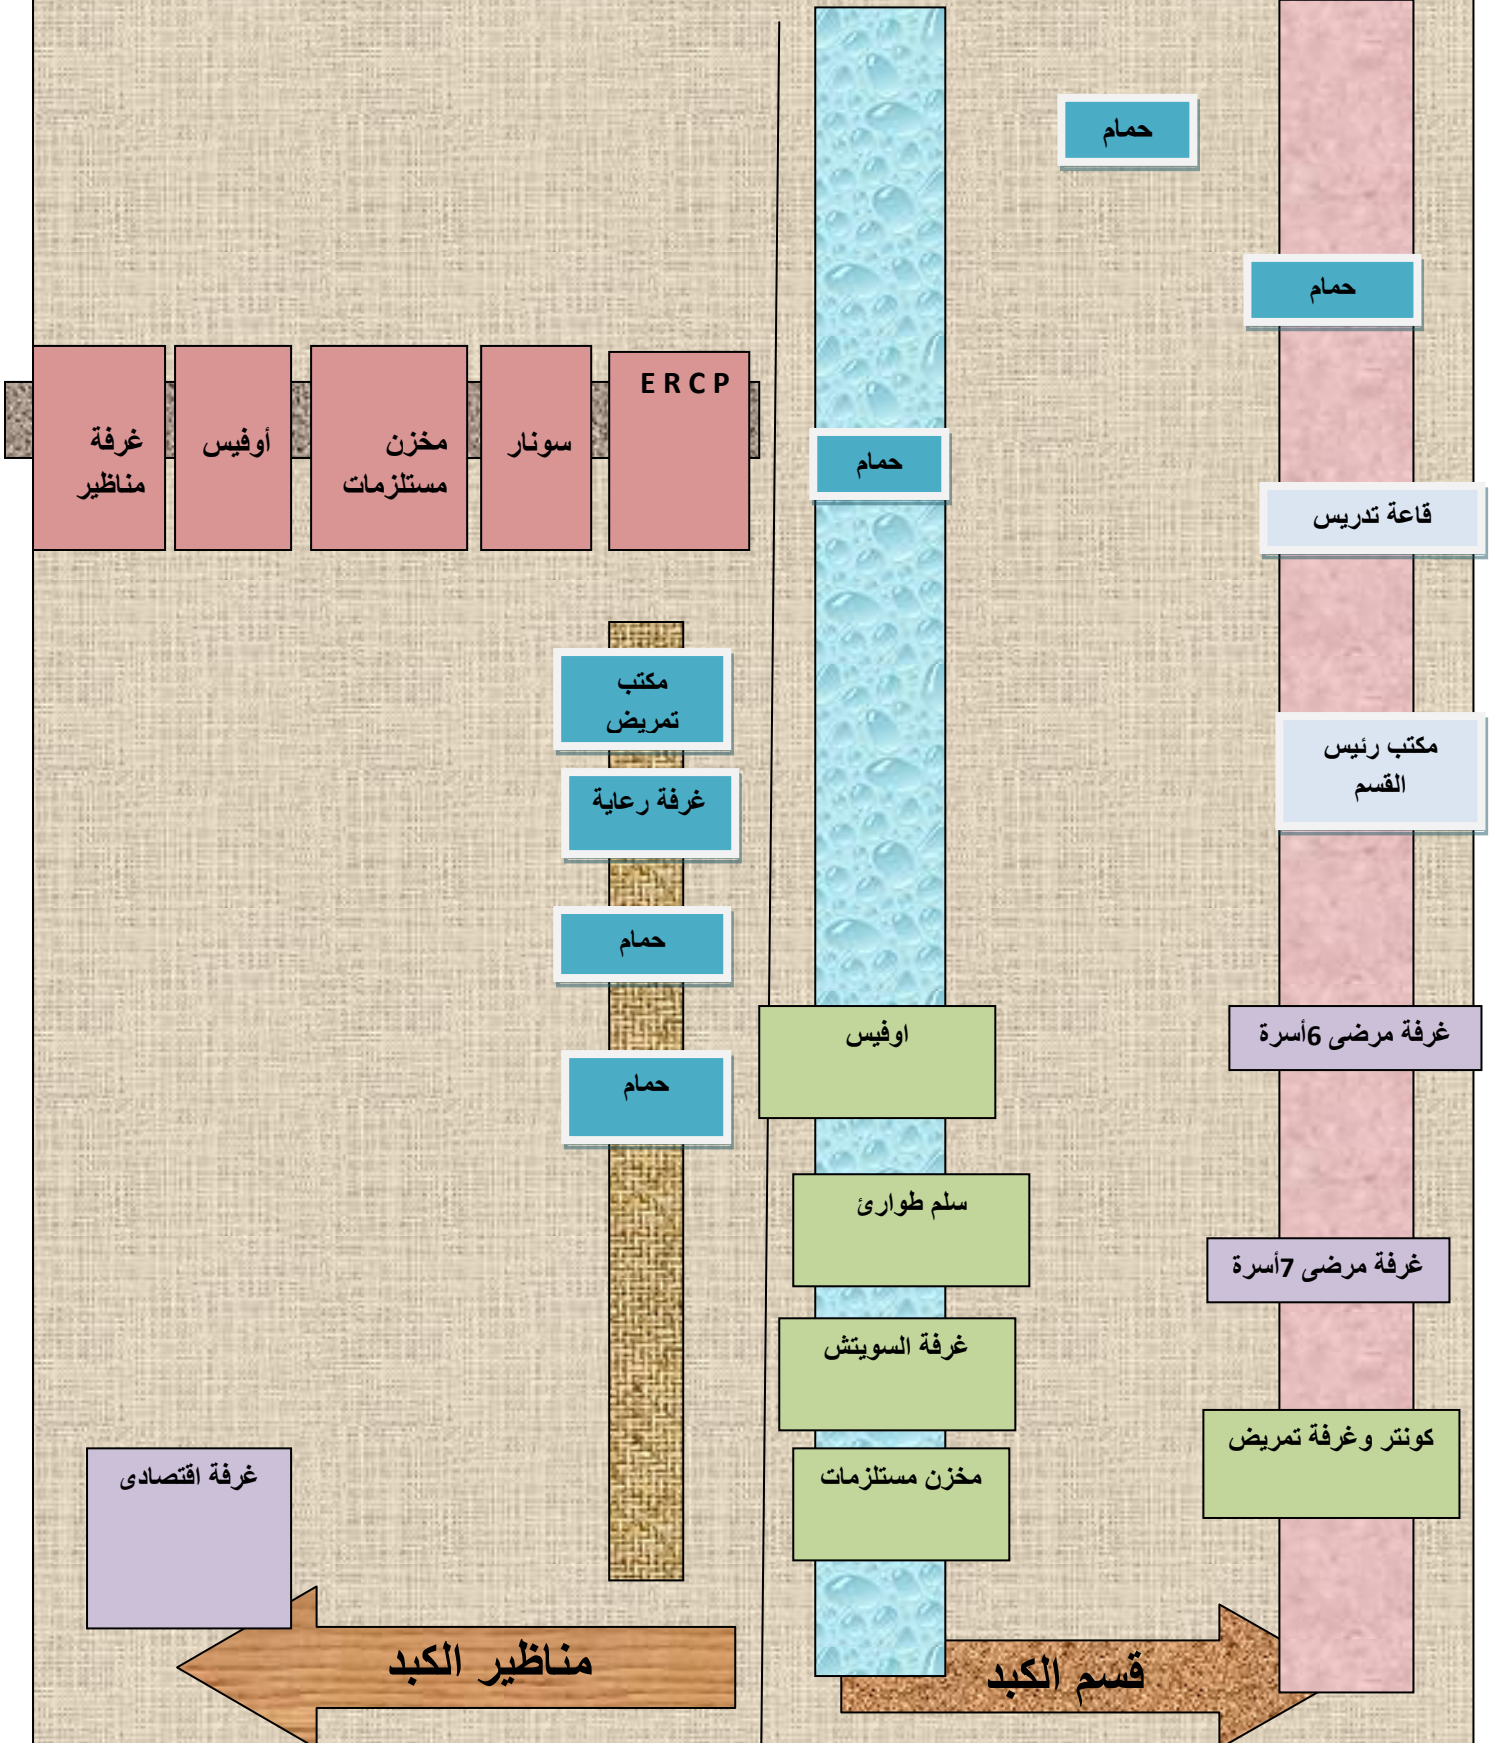 حمام
حمام
E R C P
سونار
مخزن
مستلزمات
أوفيس
غرفة
مناظير
حمام
قاعة تدريس
مكتب
تمريض
مكتب رئيس
القسم
غرفة رعاية
حمام
اوفيس
غرفة مرضى 6أسرة
حمام
سلم طوارئ
غرفة مرضى 7أسرة
غرفة السويتش
كونتر وغرفة تمريض
مخزن مستلزمات
غرفة اقتصادى
قسم الكبد
مناظير الكبد